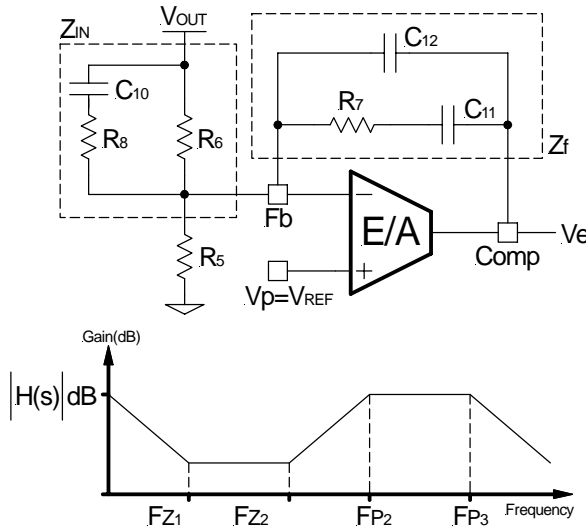 VOUT
ZIN
C10
R8
R6
C12
R7
C11
Zf
Fb
E/A
Comp
Ve
R5
Vp=VREF
Gain(dB)
|H(s)|dB
FZ1
FZ2
FP2
FP3
Frequency